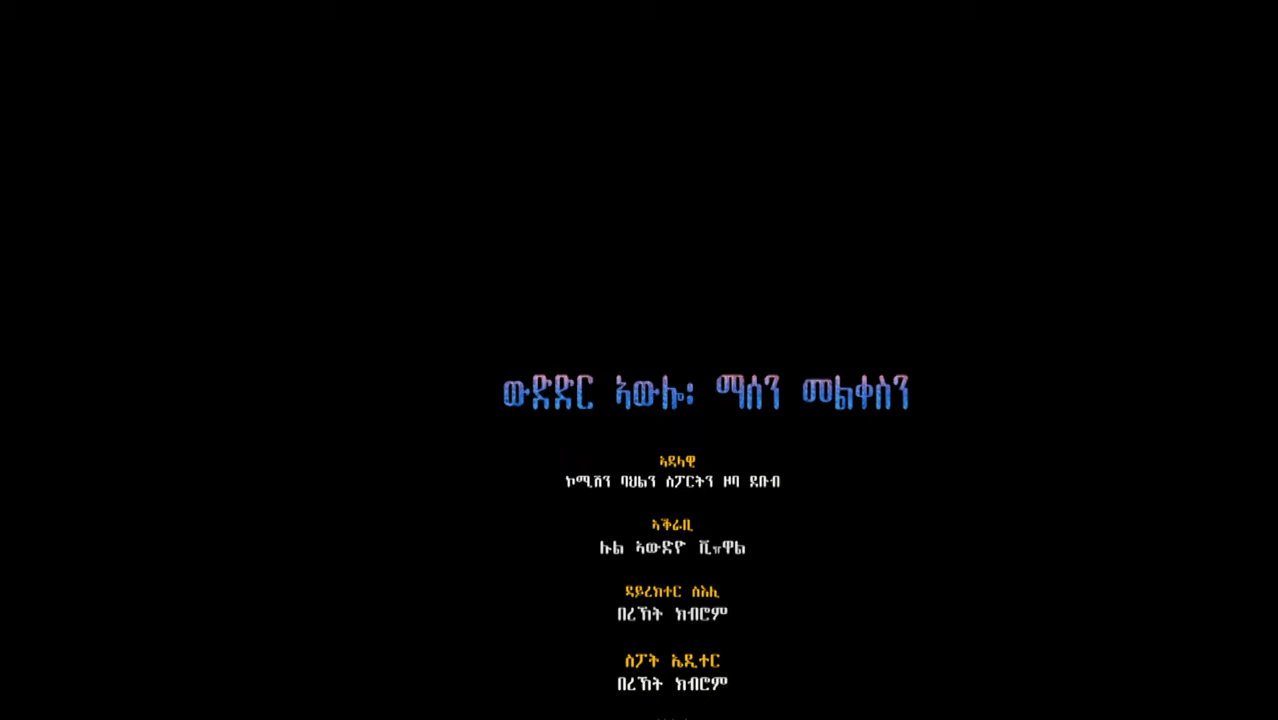 ውድድር ኣውሎ፥ ማሰን መልቀስን
ኣዳላዊ
ኮሚሽን ባህልን ስፖርትን ዞባ ደቡብ
ኣቕራቢ
ሉል ኣውድዮ ቪዡዋል
ዳይረክተር ስእሊ
በረኸት ክብሮም
ስፖት ኤዲተር
በረኸት ክብሮም